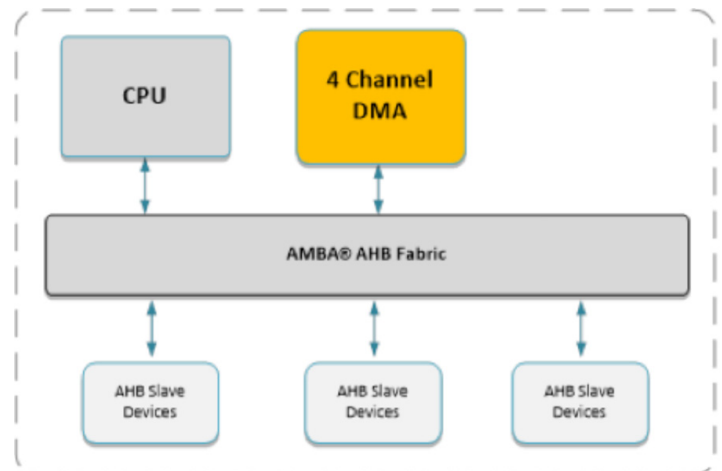 CPU
4 Channel
DMA
AMBA® AHB Fabric
AHB Slave
Devices
AHB Slave
Devices
AHB Slave
Devices